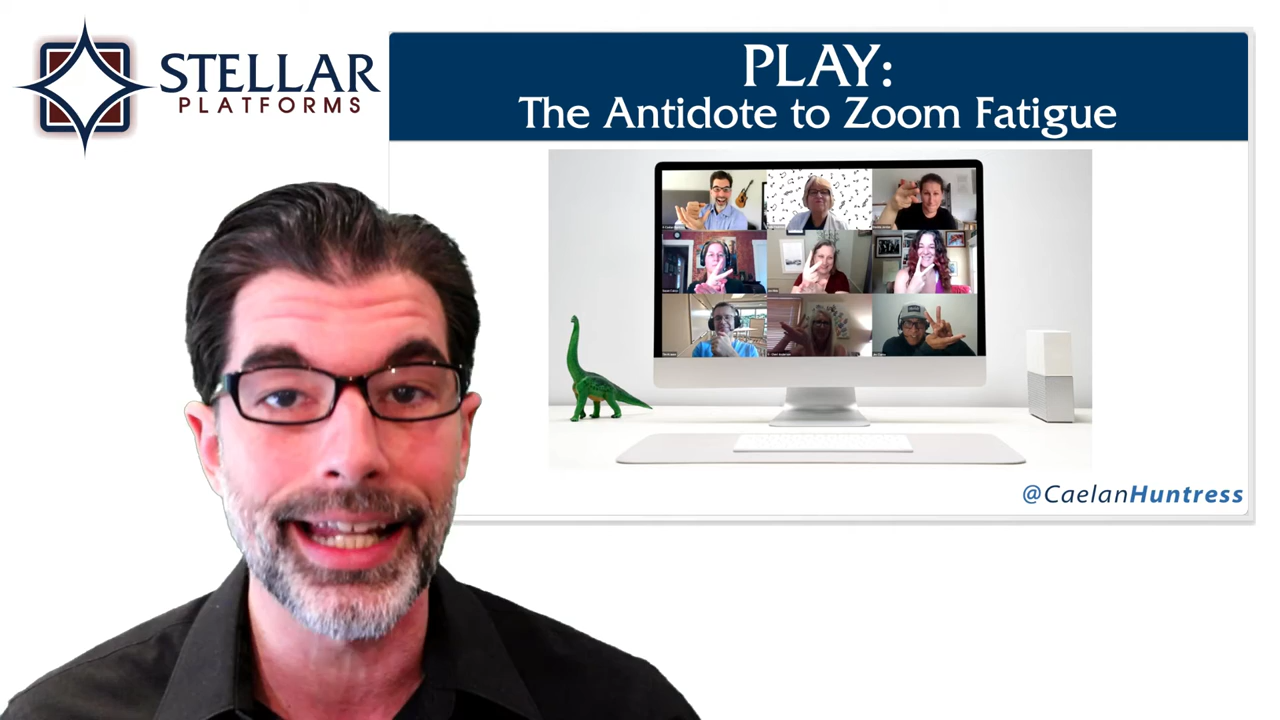 STELLAR
PLATFORMS
PLAY:
The Antidote to Zoom Fatigue
@CaelanHuntress